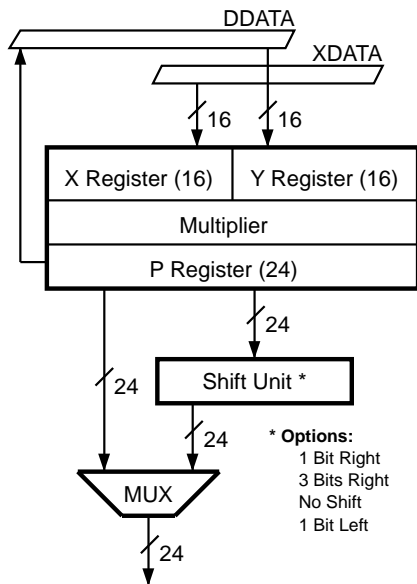 DDATA
XDATA
16
16
X Register (16)
Y Register (16)
Multiplier
P Register (24)
24
24
Shift Unit *
24
* Options:
1 Bit Right
3 Bits Right
No Shift
1 Bit Left
MUX
24